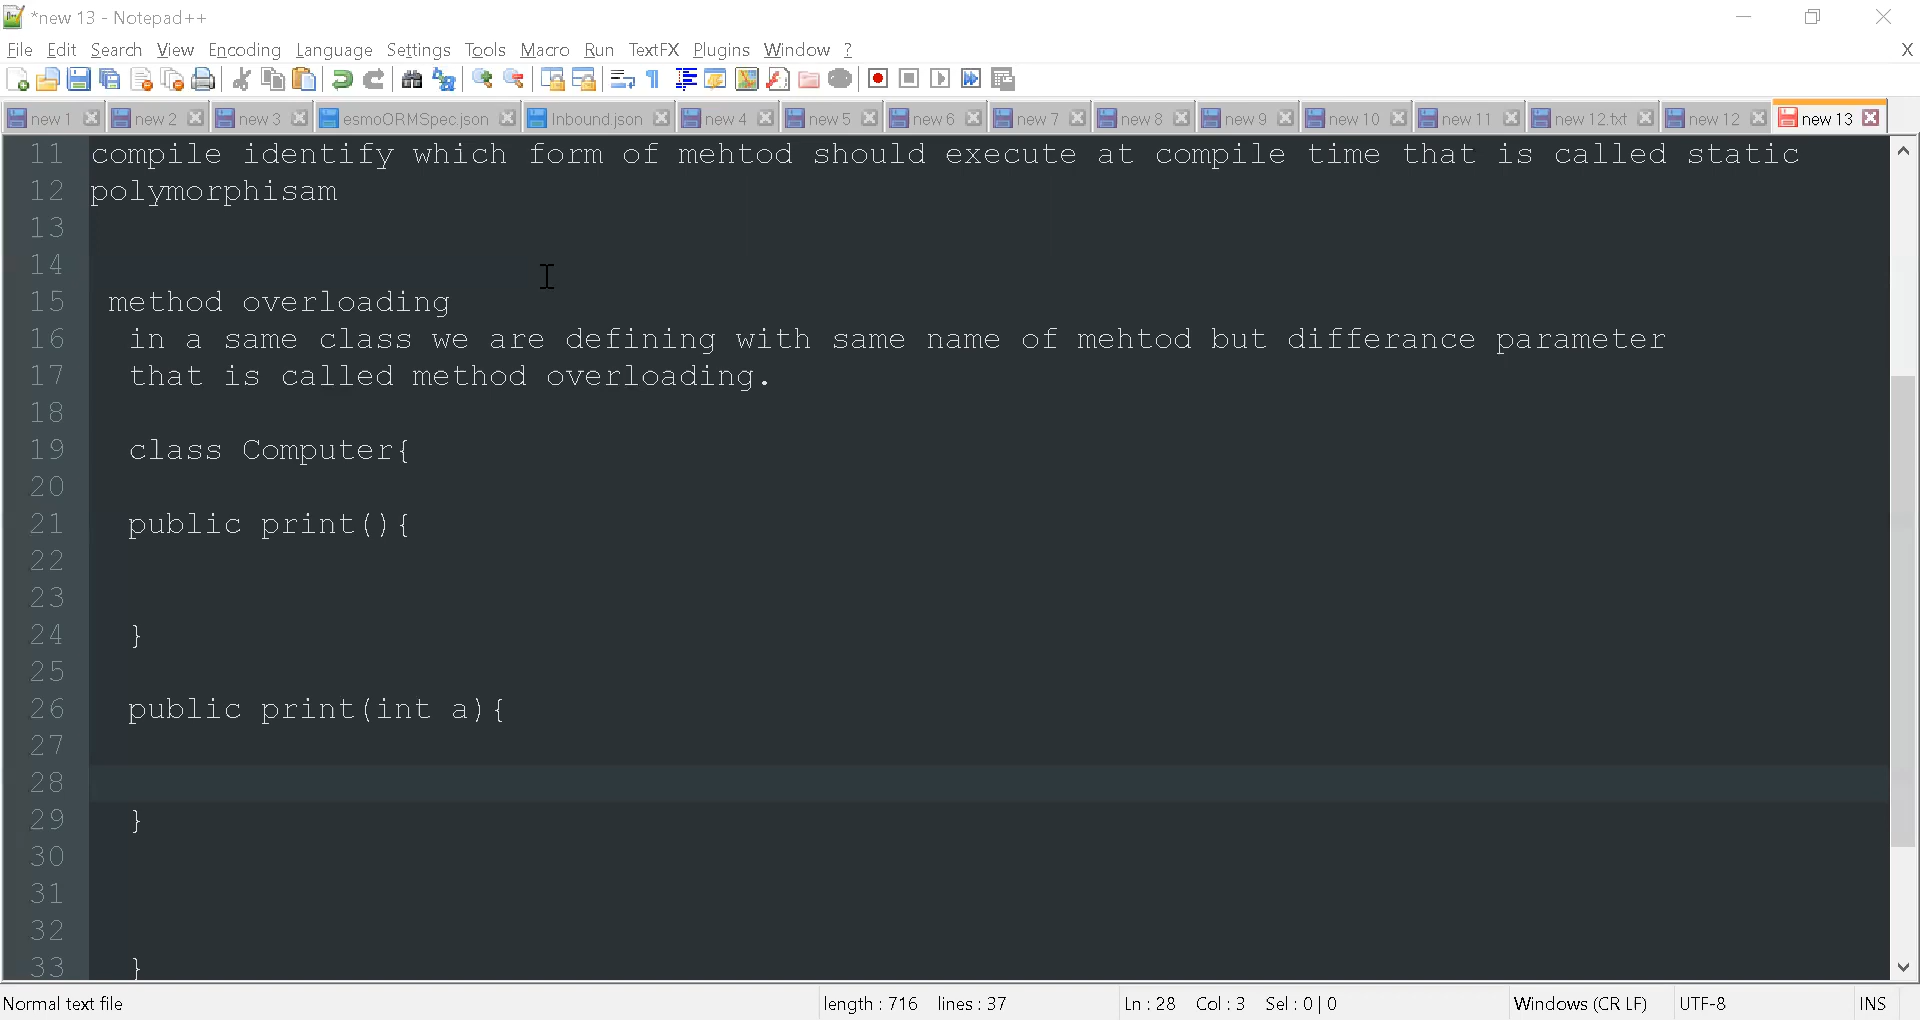 *new 13 - Notepad++
File Edit Search View Encoding Language Settings Tools Macro Run TextFX Plugins Window ? X
new 1 new 2 new 3 esmoORMSpec.json Inbound.json new 4 new 5 new 6 new 7 new 8 new 9 new 10 new 11 new 12.txt new 12 new 13
11 compile identify which form of mehtod should execute at compile time that is called static
12 polymorphisam
13
14
15 method overloading
16 in a same class we are defining with same name of mehtod but differance parameter
17 that is called method overloading.
18
19 class Computer{
20
21 public print(){
22
23
24 }
25
26 public print(int a){
27
28
29 }
30
31
32
33 }
Normal text file length : 716 lines : 37 Ln : 28 Col : 3 Sel : 0 | 0 Windows (CR LF) UTF-8 INS